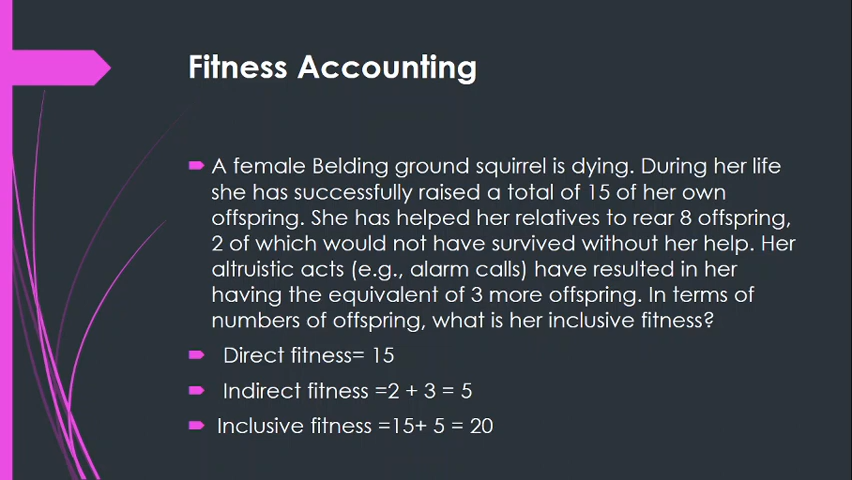 Fitness Accounting
A female Belding ground squirrel is dying. During her life
she has successfully raised a total of 15 of her own
offspring. She has helped her relatives to rear 8 offspring,
2 of which would not have survived without her help. Her
altruistic acts (e.g., alarm calls) have resulted in her
having the equivalent of 3 more offspring. In terms of
numbers of offspring, what is her inclusive fitness?
Direct fitness= 15
Indirect fitness =2 + 3 = 5
Inclusive fitness =15+ 5 = 20